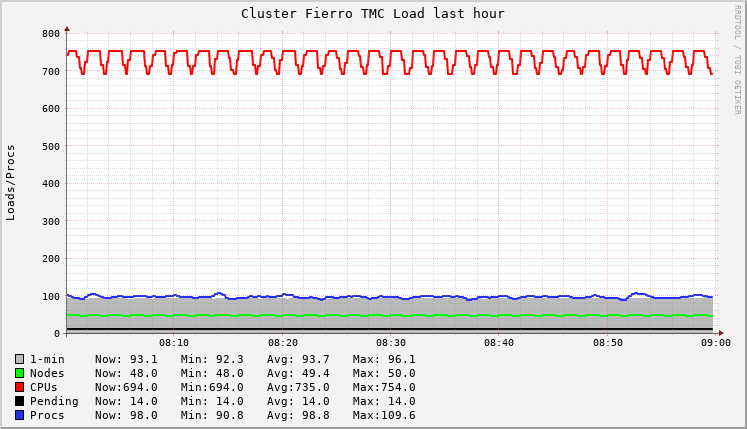 Cluster Fierro TMC Load last hour
RRDTOOL / TOBI OETIKER
Loads/Procs
800
700
600
500
400
300
200
100
0
08:10 08:20 08:30 08:40 08:50 09:00
1-min Now: 93.1 Min: 92.3 Avg: 93.7 Max: 96.1
Nodes Now: 48.0 Min: 48.0 Avg: 49.4 Max: 50.0
CPUs Now:694.0 Min:694.0 Avg:735.0 Max:754.0
Pending Now: 14.0 Min: 14.0 Avg: 14.0 Max: 14.0
Procs Now: 98.0 Min: 90.8 Avg: 98.8 Max:109.6